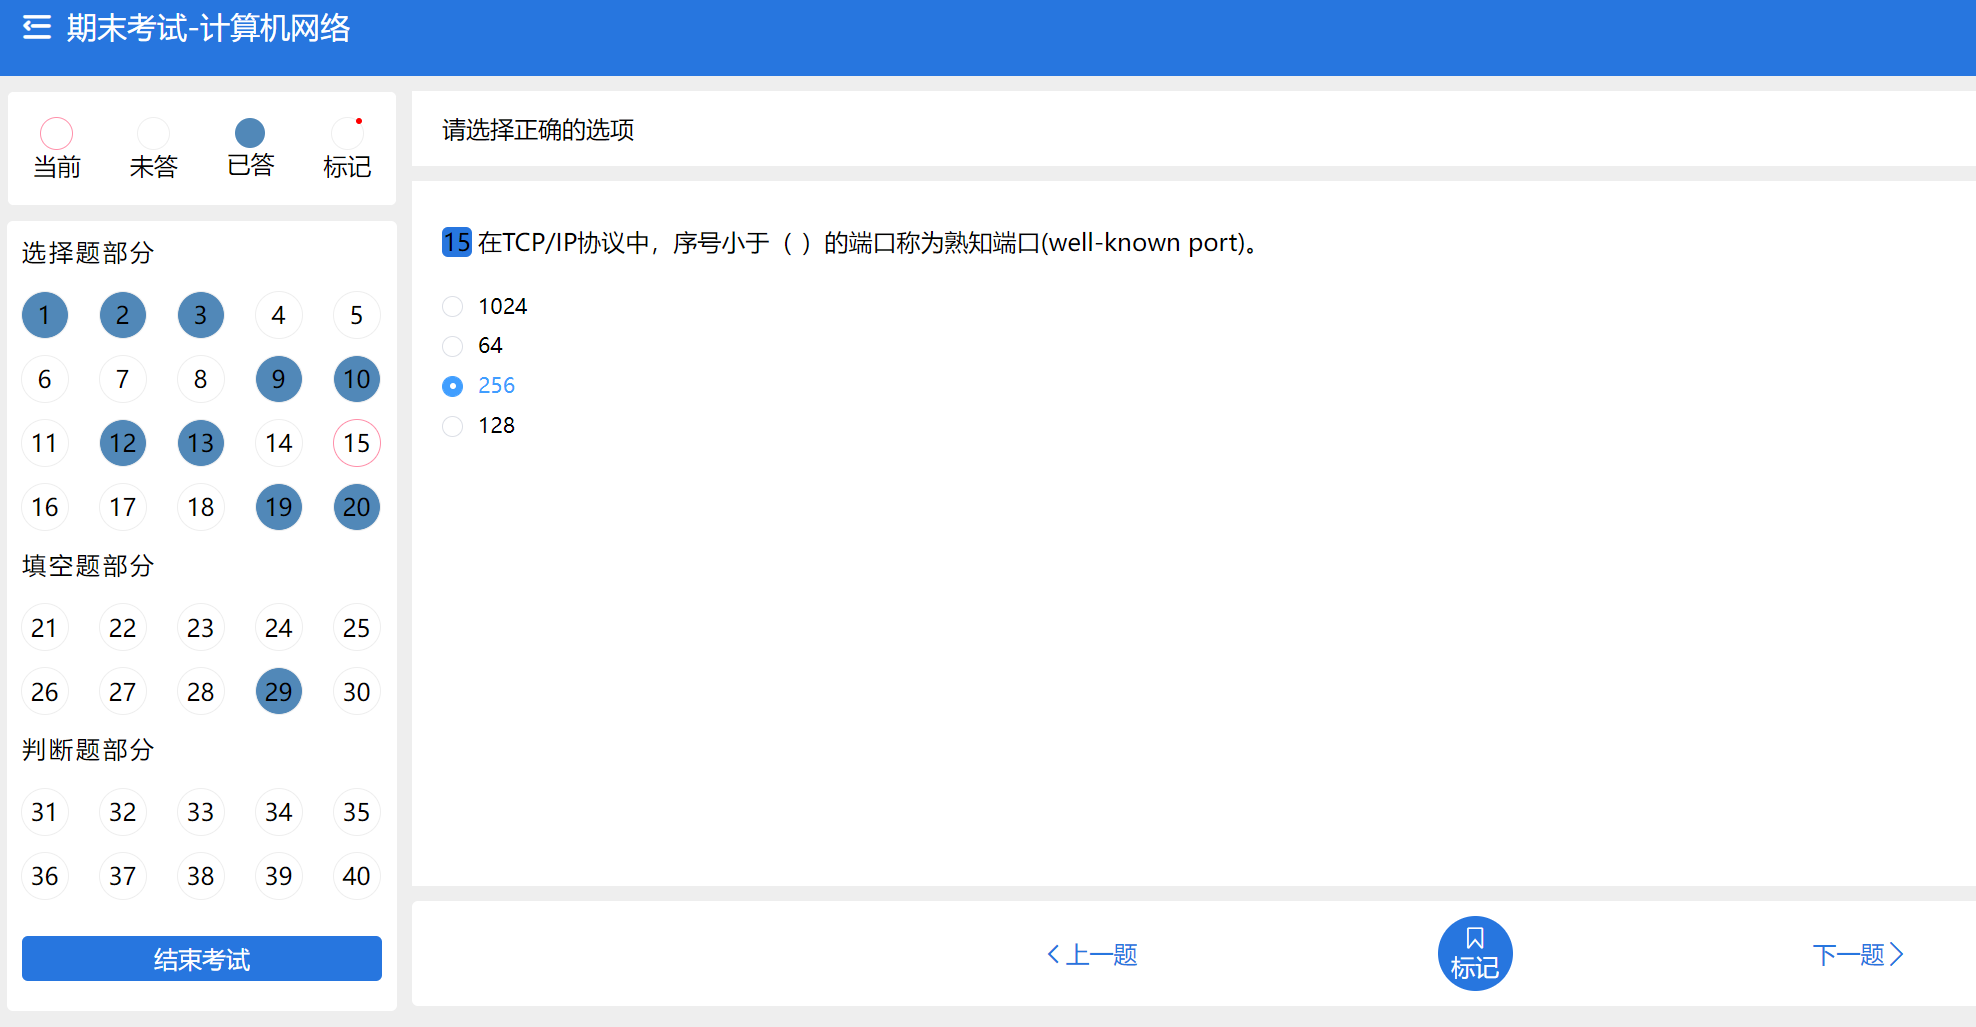 期末考试-计算机网络
当前 未答 已答 标记
选择题部分
1 2 3 4 5
6 7 8 9 10
11 12 13 14 15
16 17 18 19 20
填空题部分
21 22 23 24 25
26 27 28 29 30
判断题部分
31 32 33 34 35
36 37 38 39 40
结束考试
请选择正确的选项
15 在TCP/IP协议中，序号小于（ ）的端口称为熟知端口(well-known port)。
1024
64
256
128
上一题
标记
下一题